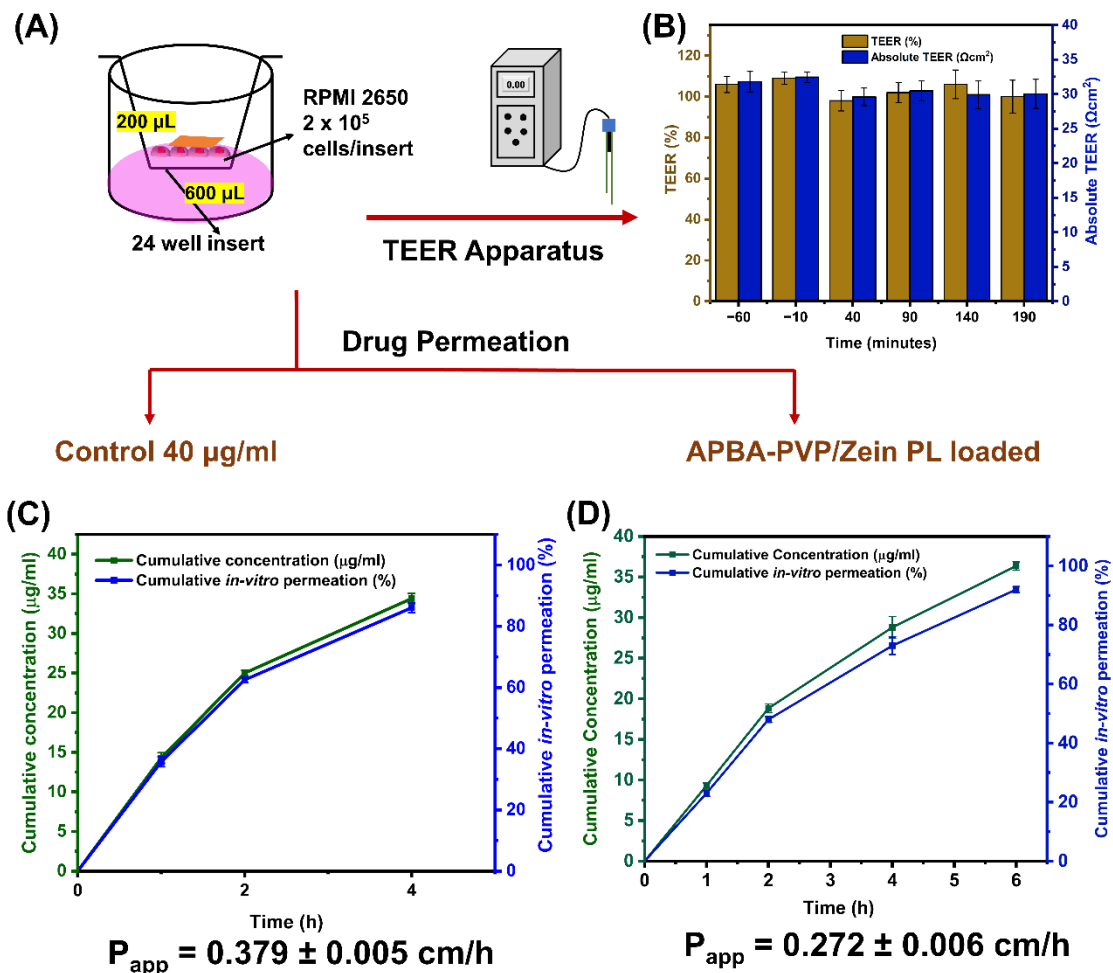 (A)
200 µL
600 µL
24 well insert
RPMI 2650
2 x 10⁵
cells/insert
0.00
TEER Apparatus
(B)
TEER (%)
Absolute TEER (Ωcm²)
TEER (%)
120
100
80
60
40
20
0
Absolute TEER (Ωcm²)
40
35
30
25
20
15
10
5
0
−60
−10
40
90
140
190
Time (minutes)
Drug Permeation
Control 40 µg/ml
APBA-PVP/Zein PL loaded
(C)
Cumulative concentration (µg/ml)
Cumulative in-vitro permeation (%)
Cumulative concentration (µg/ml)
40
35
30
25
20
15
10
5
0
Cumulative in-vitro permeation (%)
100
80
60
40
20
0
0
2
4
Time (h)
Papp = 0.379 ± 0.005 cm/h
(D)
Cumulative Concentration (µg/ml)
Cumulative in-vitro permeation (%)
Cumulative Concentration (µg/ml)
40
35
30
25
20
15
10
5
0
Cumulative in-vitro permeation (%)
100
80
60
40
20
0
0
1
2
3
4
5
6
Time (h)
Papp = 0.272 ± 0.006 cm/h